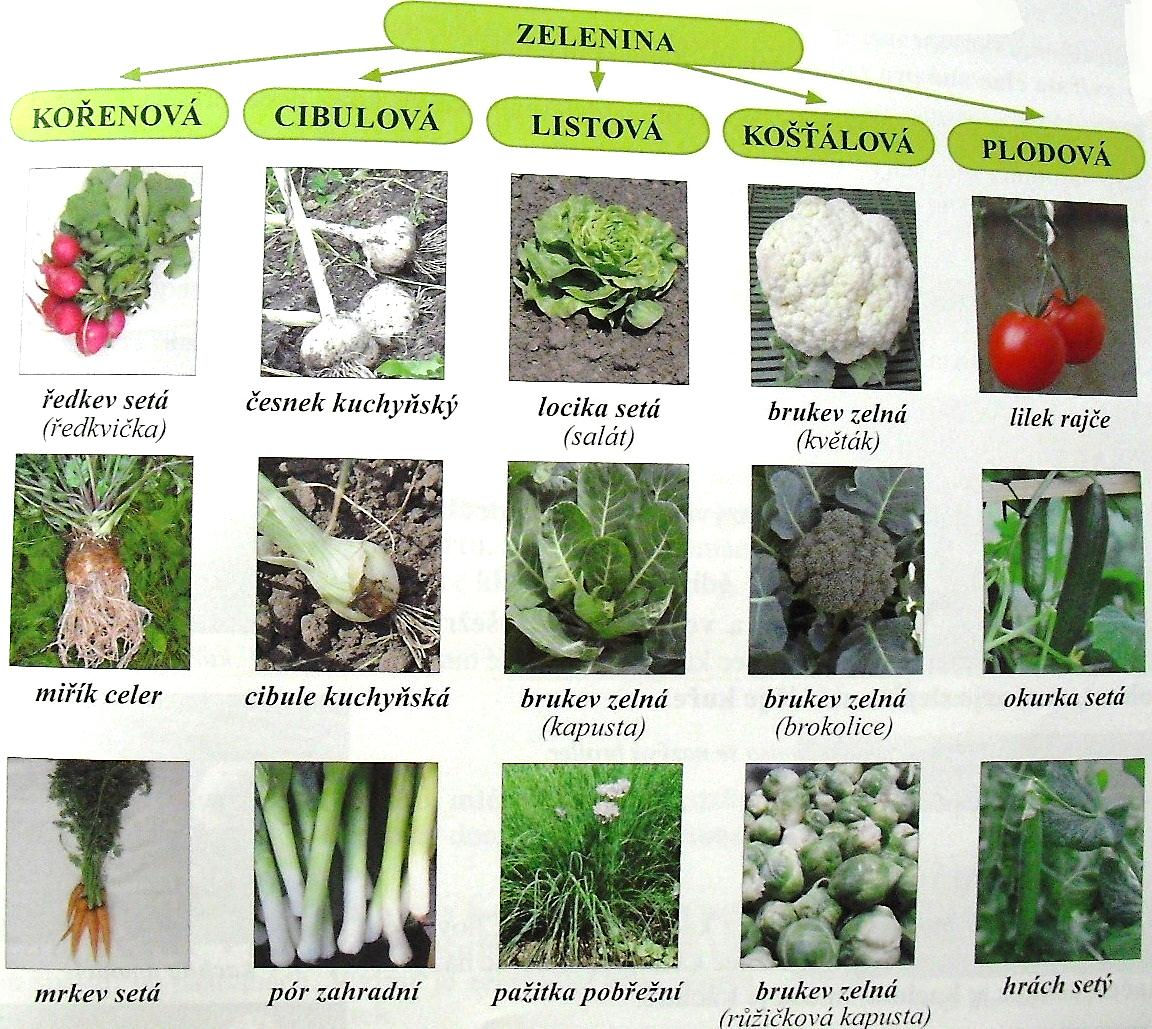 ZELENINA
KOŘENOVÁ
CIBULOVÁ
LISTOVÁ
KOŠŤÁLOVÁ
PLODOVÁ
ředkev setá
(ředkvička)
česnek kuchyňský
locika setá
(salát)
brukev zelná
(květák)
lilek rajče
miřík celer
cibule kuchyňská
brukev zelná
(kapusta)
brukev zelná
(brokolice)
okurka setá
mrkev setá
pór zahradní
pažitka pobřežní
brukev zelná
(růžičková kapusta)
hrách setý